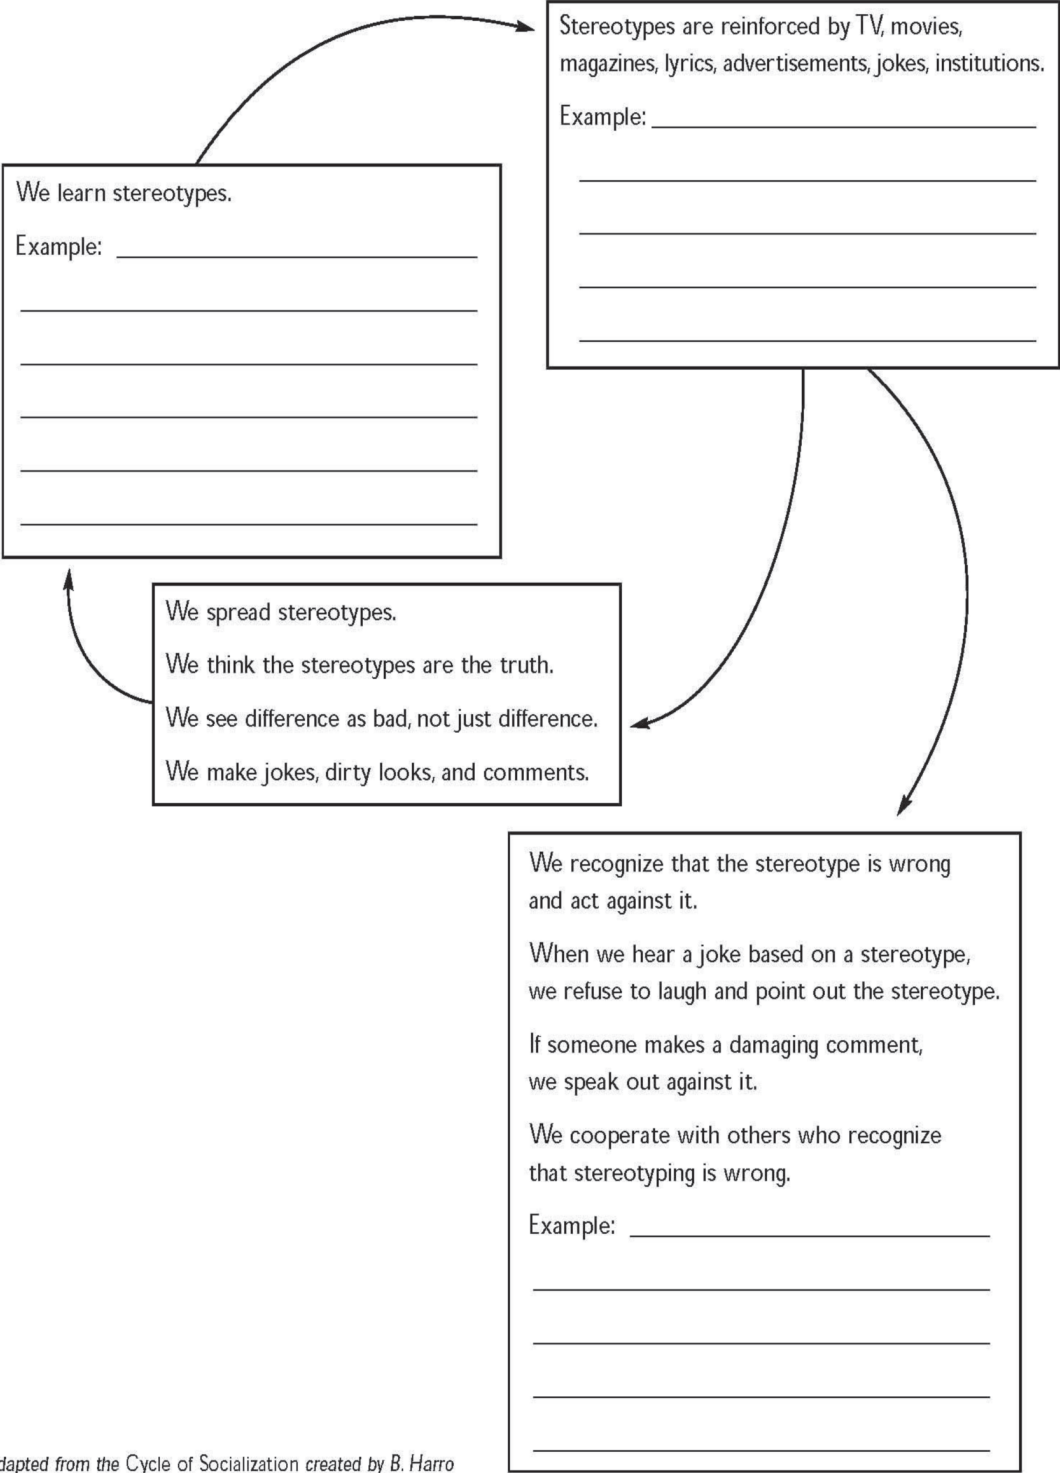 Stereotypes are reinforced by TV, movies,
magazines, lyrics, advertisements, jokes, institutions.
Example:
We learn stereotypes.
Example:
We spread stereotypes.
We think the stereotypes are the truth.
We see difference as bad, not just difference.
We make jokes, dirty looks, and comments.
We recognize that the stereotype is wrong
and act against it.
When we hear a joke based on a stereotype,
we refuse to laugh and point out the stereotype.
If someone makes a damaging comment,
we speak out against it.
We cooperate with others who recognize
that stereotyping is wrong.
Example:
dapted from the Cycle of Socialization created by B. Harro